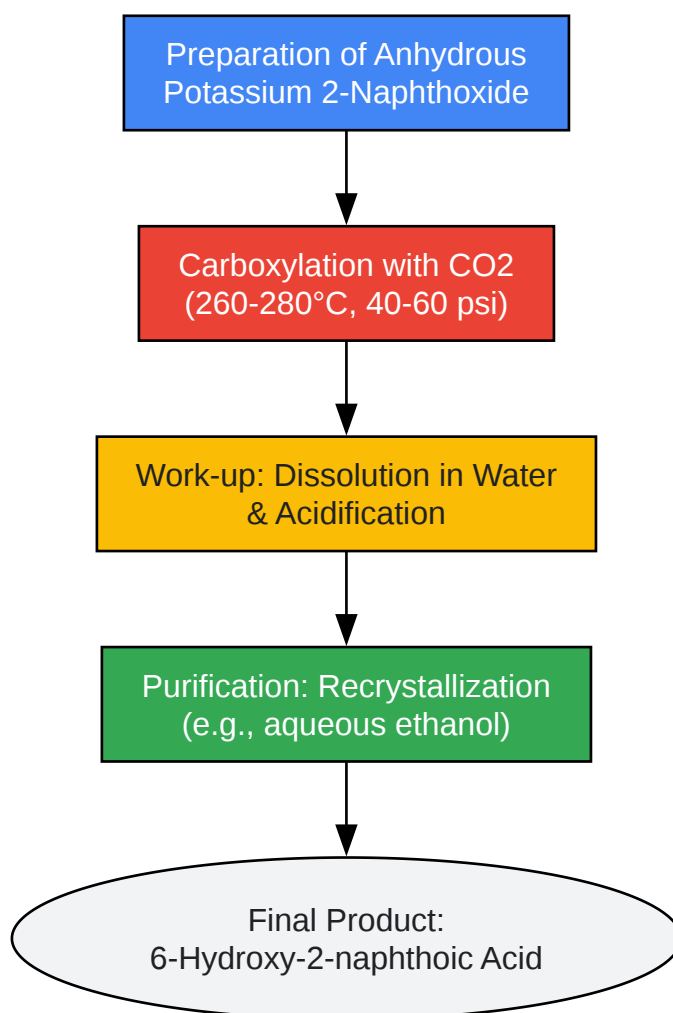 Preparation of Anhydrous
Potassium 2-Naphthoxide
Carboxylation with CO2
(260-280°C, 40-60 psi)
Work-up: Dissolution in Water
& Acidification
Purification: Recrystallization
(e.g., aqueous ethanol)
Final Product:
6-Hydroxy-2-naphthoic Acid